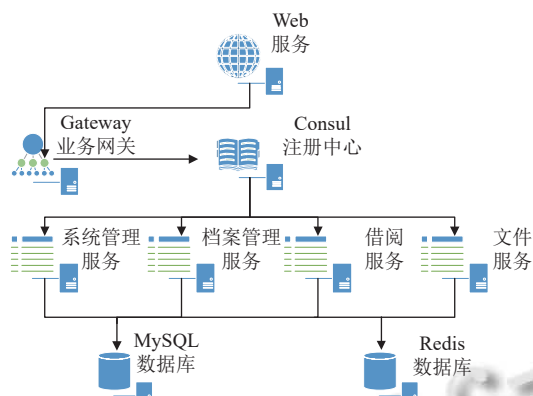 Web
服务
Gateway
业务网关
Consul
注册中心
系统管理
服务
档案管理
服务
借阅
服务
文件
服务
MySQL
数据库
Redis
数据库